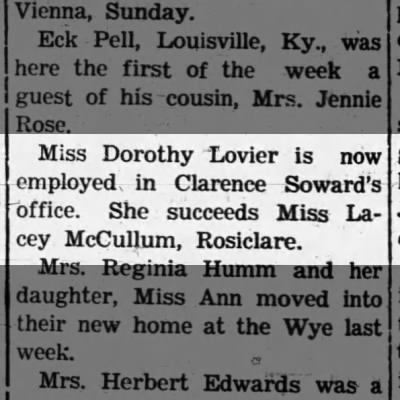 Vienna, Sunday.
Eck Pell, Louisville, Ky., was
here the first of the week a
guest of his cousin, Mrs. Jennie
Rose.
Miss Dorothy Lovier is now
employed in Clarence Soward's
office. She succeeds Miss La-
cey McCullum, Rosiclare.
Mrs. Reginia Humm and her
daughter, Miss Ann moved into
their new home at the Wye last
week.
Mrs. Herbert Edwards was a